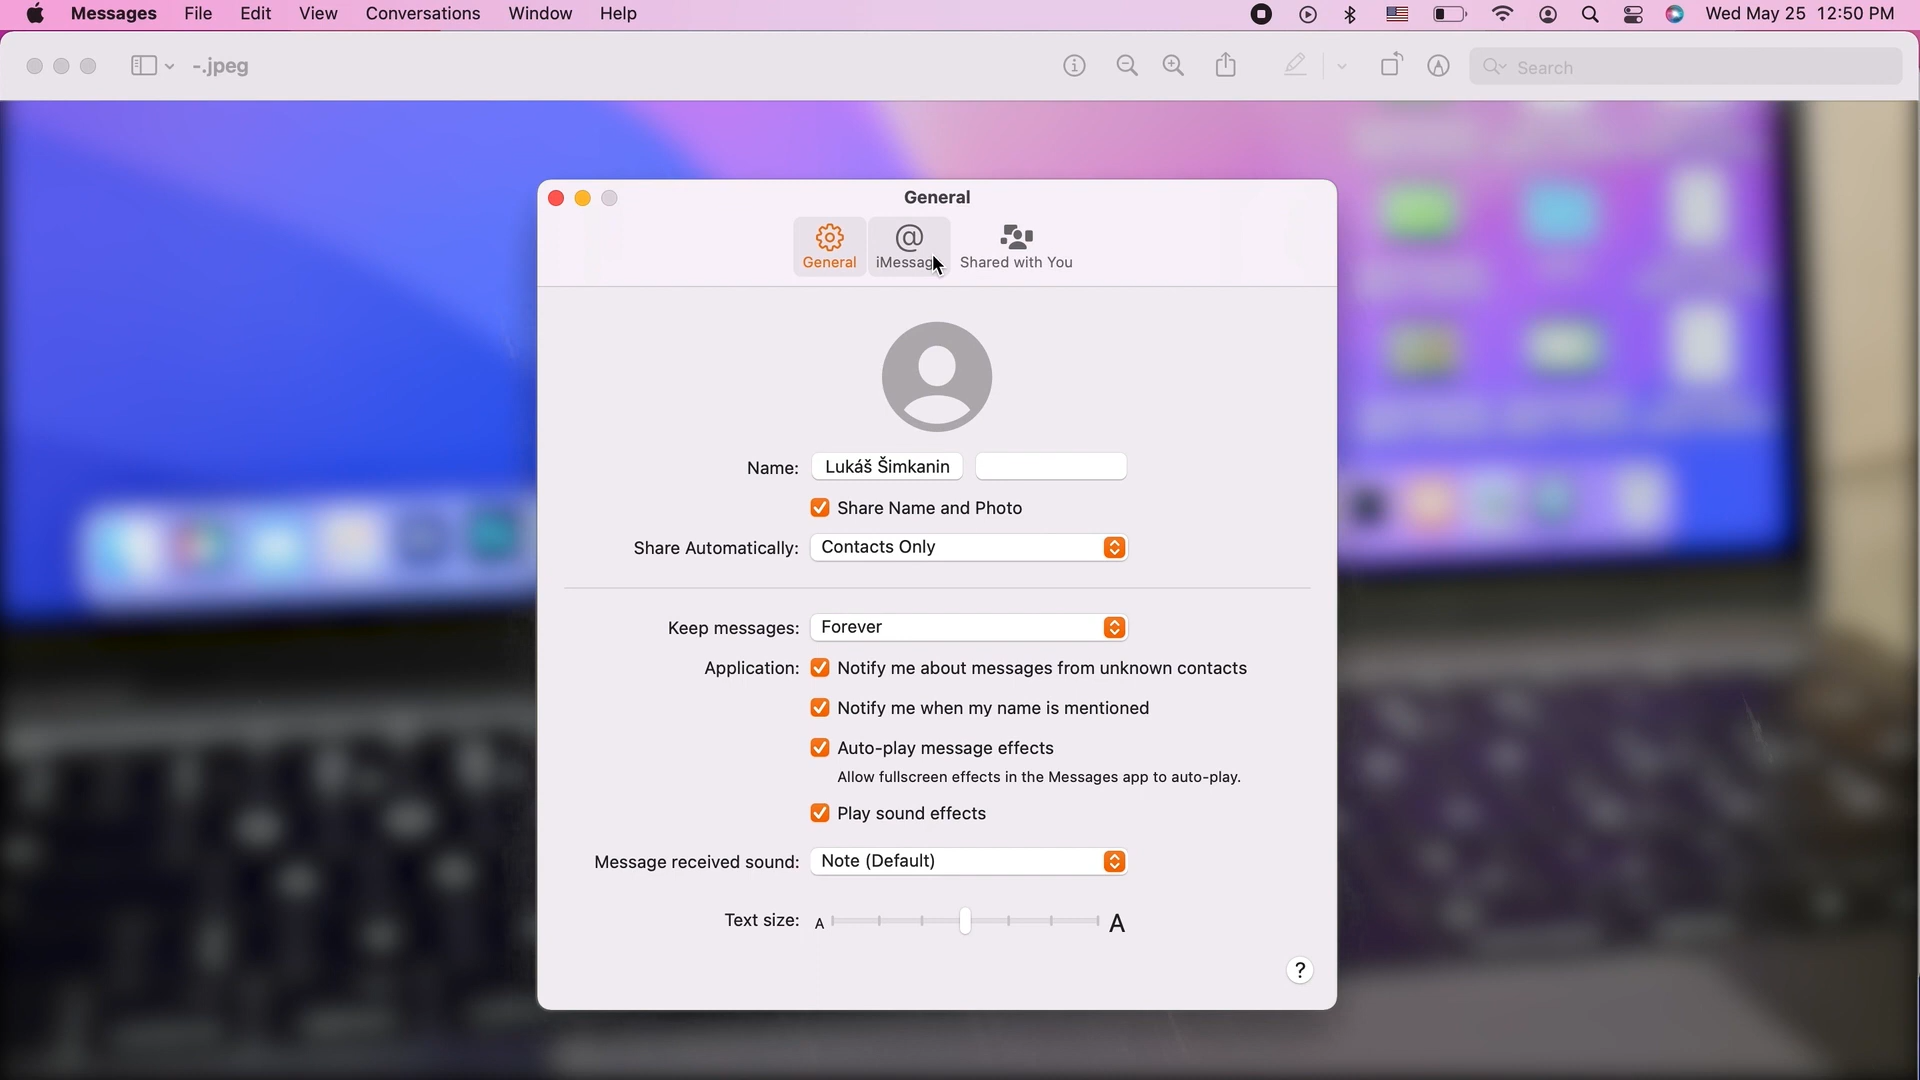 Messages File Edit View Conversations Window Help Wed May 25 12:50 PM
-.jpeg Search
General
General iMessag Shared with You
Name: Lukáš Šimkanin
Share Name and Photo
Share Automatically: Contacts Only
Keep messages: Forever
Application: Notify me about messages from unknown contacts
Notify me when my name is mentioned
Auto-play message effects
Allow fullscreen effects in the Messages app to auto-play.
Play sound effects
Message received sound: Note (Default)
Text size: A A
?